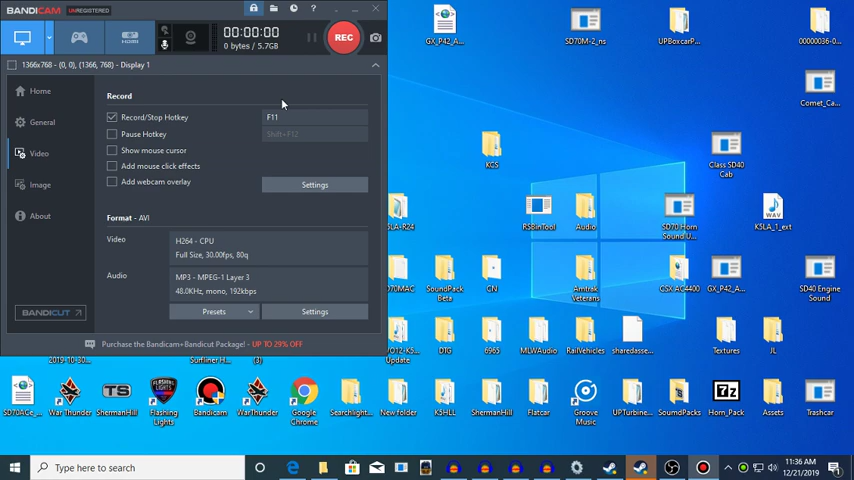 BANDICAM UNREGISTERED
00:00:00
0 bytes / 5.7GB
REC
1366x768 - (0, 0), (1366, 768) - Display 1
Home
General
Video
Image
About
BANDICUT
Record
Record/Stop Hotkey
F11
Pause Hotkey
Shift+F12
Show mouse cursor
Add mouse click effects
Add webcam overlay
Settings
Format - AVI
Video
H264 - CPU
Full Size, 30.00fps, 80q
Audio
MP3 - MPEG-1 Layer 3
48.0KHz, mono, 192kbps
Presets
Settings
Purchase the Bandicam+Bandicut Package! - UP TO 29% OFF
GX_P42_A...
SD70M-2_ns
UPBoxcarP...
00000036-0...
Comet_Ca...
KCS
Class SD40
Cab
RSBinTool
Audio
SD70 Horn
Sound U...
K5LA_1_ext
SoundPack
Beta
CN
Amtrak
Veterans
CSX AC4400
GX_P42_A...
SD40 Engine
Sound
DTG
6965
MLWAudio
RailVehicles
sharedasse...
Textures
JL
2019-10-30...
Surfliner H...
(3)
SD70ACe_...
War Thunder
ShermanHill
Flashing
Lights
Bandicam
WarThunder
Google
Chrome
Searchlight...
New folder
K5HLL
ShermanHill
Flatcar
Groove
Music
UPTurbine...
SoumdPacks
Horn_Pack
Assets
Trashcar
Type here to search
11:36 AM
12/21/2019